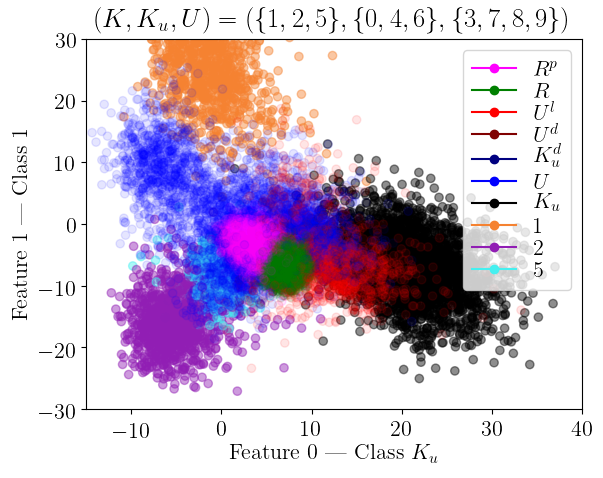 (K, K_u, U) = ({1, 2, 5}, {0, 4, 6}, {3, 7, 8, 9})
30
20
10
0
−10
−20
−30
−10
0
10
20
30
40
Feature 1 — Class 1
Feature 0 — Class K_u
R^p
R
U^l
U^d
K_u^d
U
K_u
1
2
5